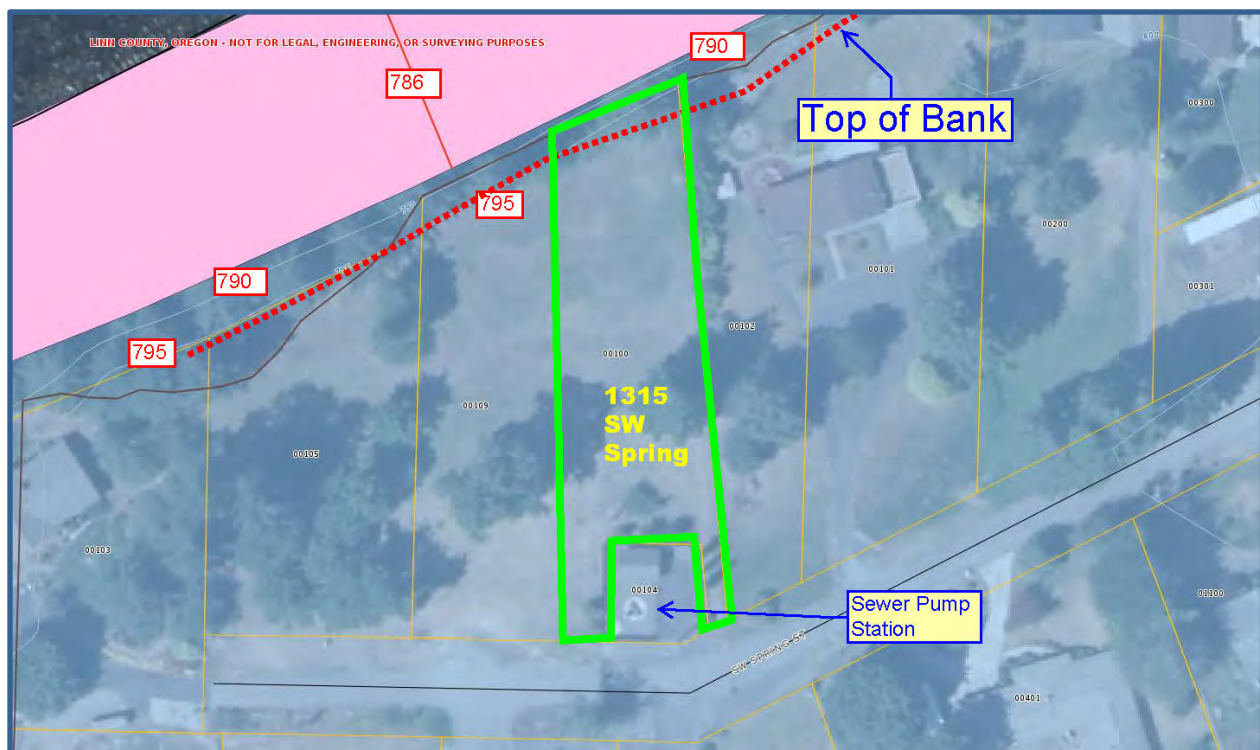 LINN COUNTY, OREGON - NOT FOR LEGAL, ENGINEERING, OR SURVEYING PURPOSES
790
800
786
Top of Bank
00300
795
790
00200
00101
00301
795
00102
00100
1315
SW
Spring
00109
00105
00103
00104
Sewer Pump
Station
01100
SW SPRING ST
00401